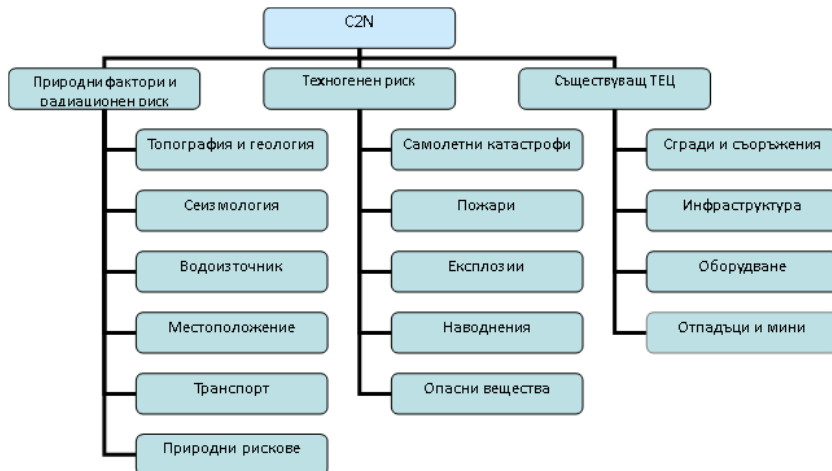 C2N
Природни фактори и
радиационен риск
Техногенен риск
Съществуващ ТЕЦ
Топография и геология
Сеизмология
Водоизточник
Местоположение
Транспорт
Природни рискове
Самолетни катастрофи
Пожари
Експлозии
Наводнения
Опасни вещества
Сгради и съоръжения
Инфраструктура
Оборудване
Отпадъци и мини